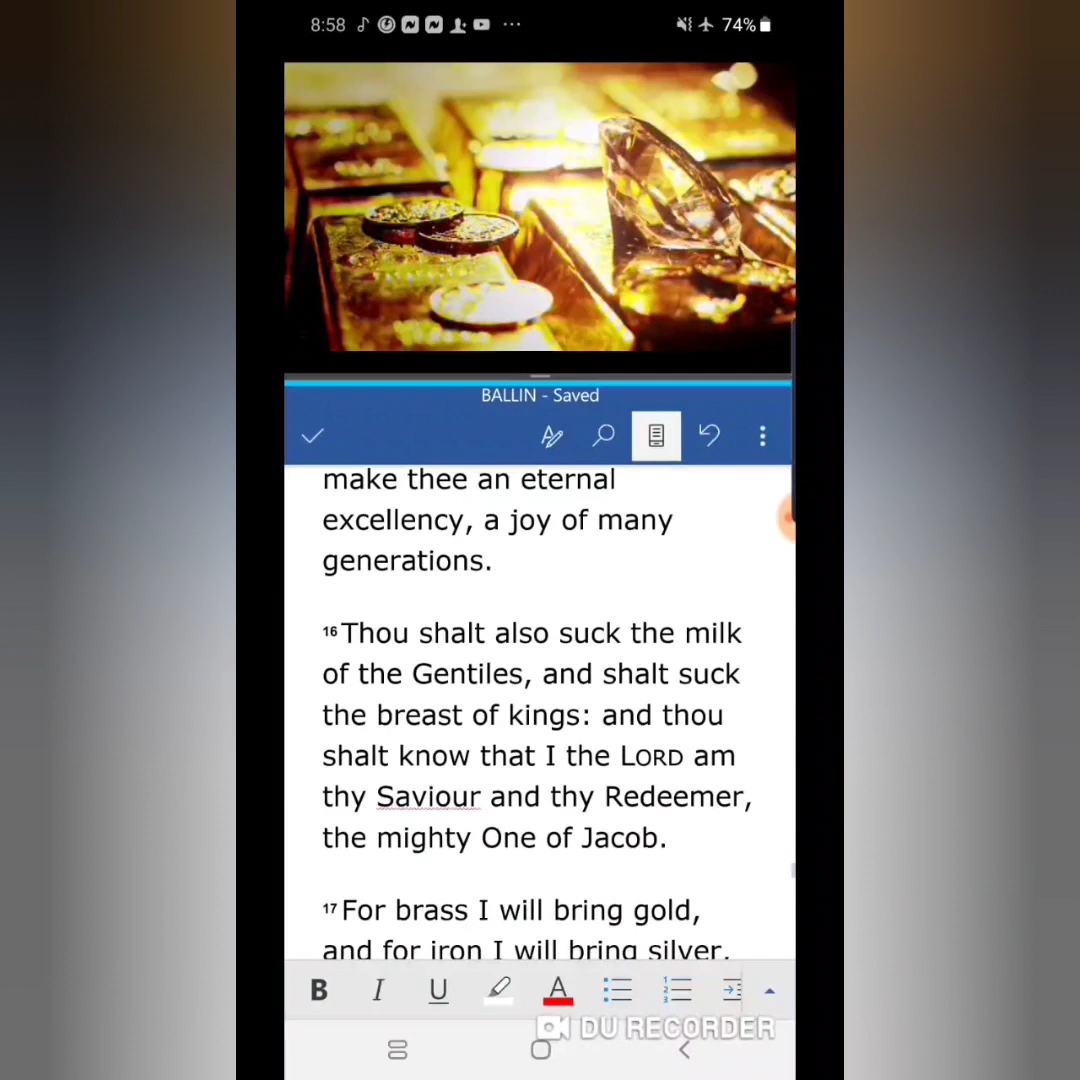 8:58
74%
BALLIN - Saved
make thee an eternal
excellency, a joy of many
generations.
16 Thou shalt also suck the milk
of the Gentiles, and shalt suck
the breast of kings: and thou
shalt know that I the LORD am
thy Saviour and thy Redeemer,
the mighty One of Jacob.
17 For brass I will bring gold,
and for iron I will bring silver,
B I U A
DU RECORDER